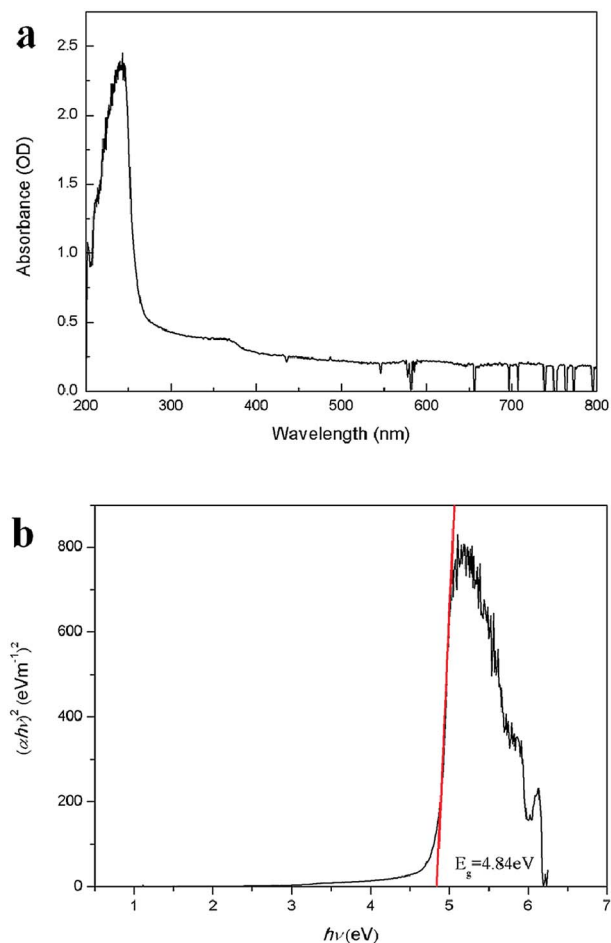 a
2.5
2.0
1.5
1.0
0.5
0.0
Absorbance (OD)
200 300 400 500 600 700 800
Wavelength (nm)
b
800
600
400
200
0
(αhν)² (eVm⁻¹)²
E_g=4.84eV
1 2 3 4 5 6 7
hν(eV)